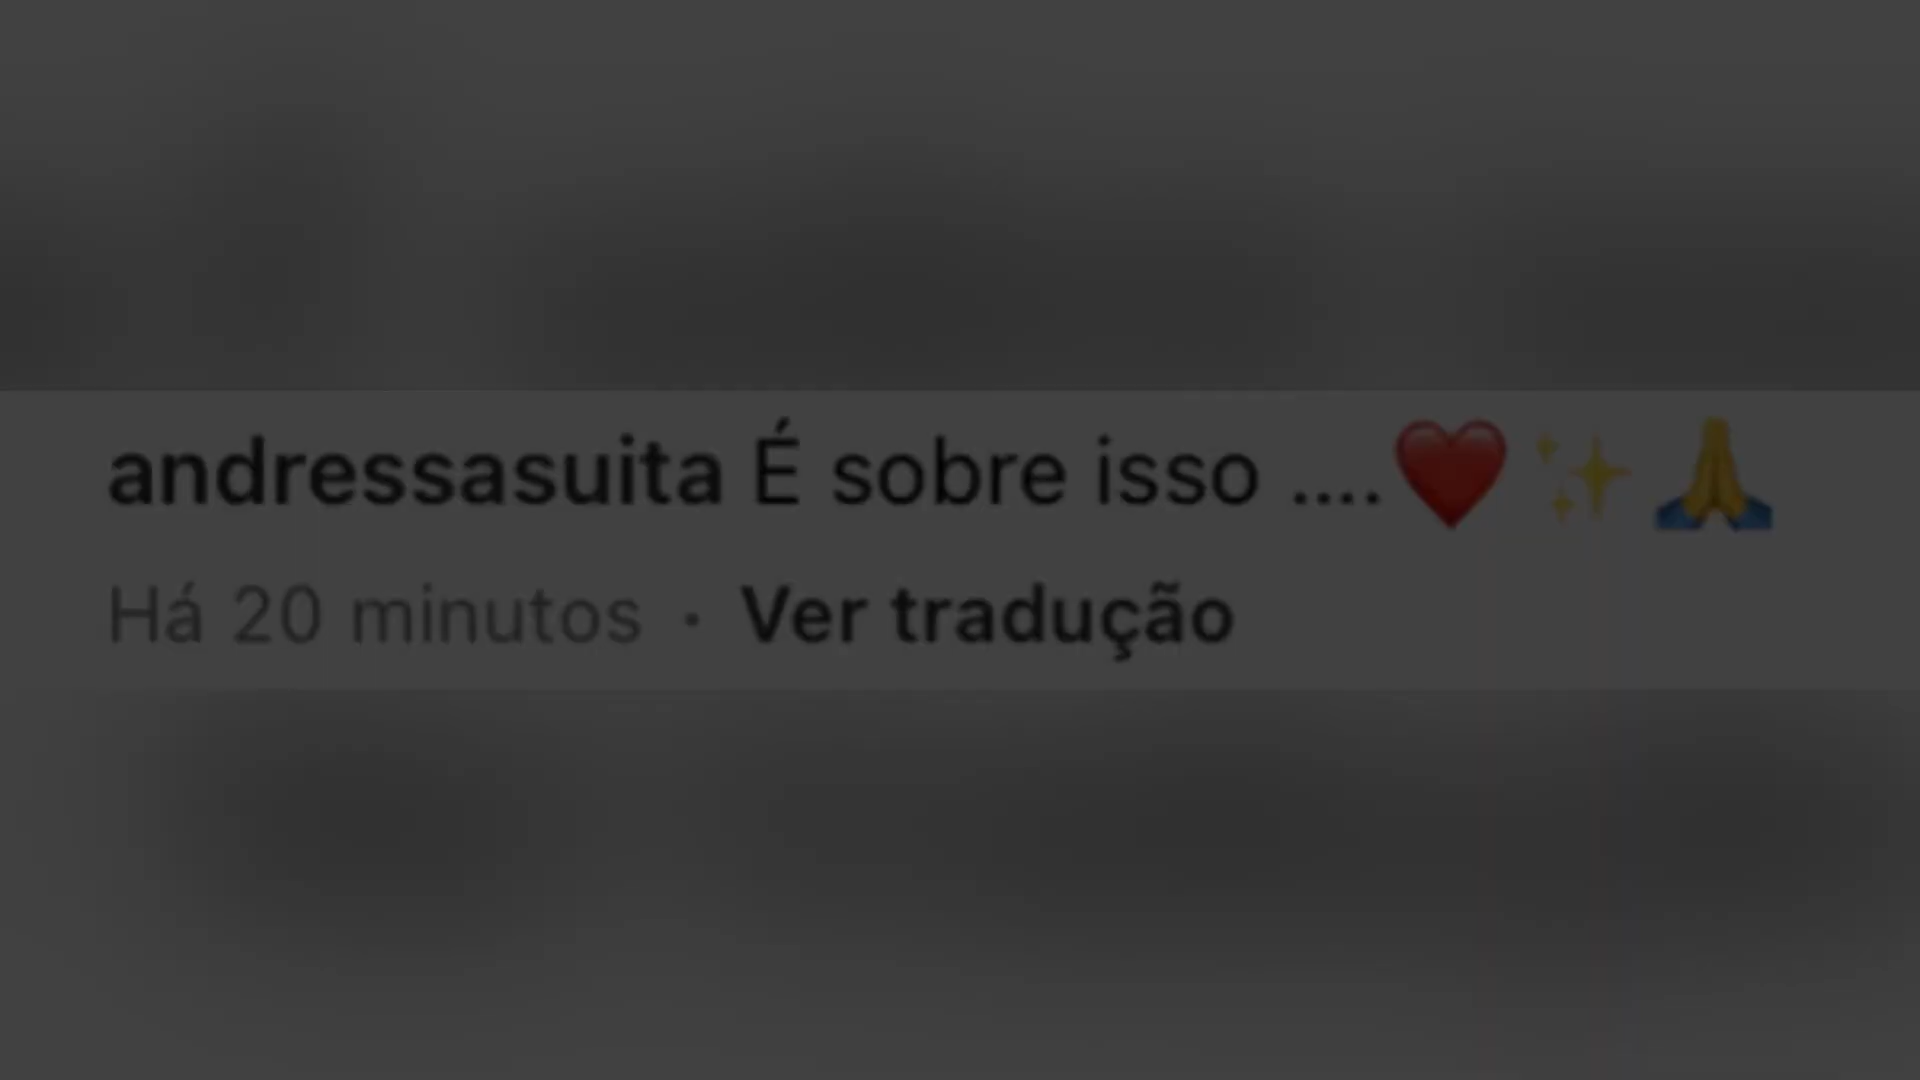 andressasuita É sobre isso ....❤️✨🙏
Há 20 minutos · Ver tradução